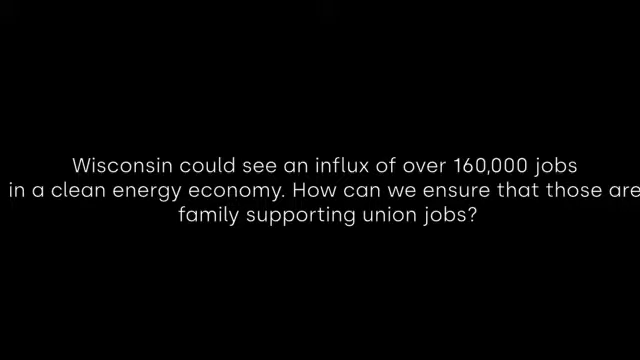 Wisconsin could see an influx of over 160,000 jobs
in a clean energy economy. How can we ensure that those are
family supporting union jobs?